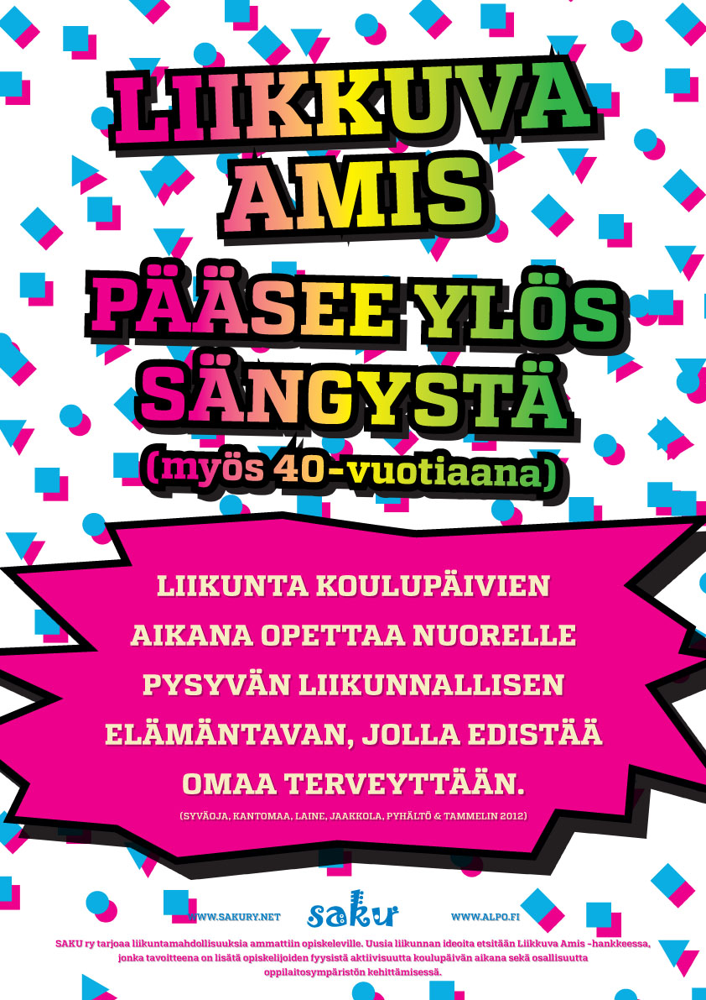 LIIKKUVA
AMIS
PÄÄSEE YLÖS
SÄNGYSTÄ
(myös 40-vuotiaana)
LIIKUNTA KOULUPÄIVIEN
AIKANA OPETTAA NUORELLE
PYSYVÄN LIIKUNNALLISEN
ELÄMÄNTAVAN, JOLLA EDISTÄÄ
OMAA TERVEYTTÄÄN.
(SYVÄOJA, KANTOMAA, LAINE, JAAKKOLA, PYHÄLTÖ & TAMMELIN 2012)
WWW.SAKURY.NET saku WWW.ALPO.FI
SAKU ry tarjoaa liikuntamahdollisuuksia ammattiin opiskeleville. Uusia liikunnan ideoita etsitään Liikkuva Amis -hankkeessa,
jonka tavoitteena on lisätä opiskelijoiden fyysistä aktiivisuutta koulupäivän aikana sekä osallisuutta
oppilaitosympäristön kehittämisessä.